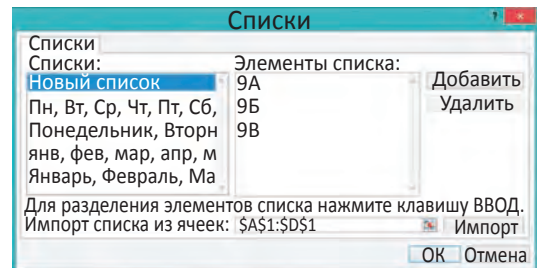 Списки
Списки
Списки:
Элементы списка:
Новый список
Пн, Вт, Ср, Чт, Пт, Сб,
Понедельник, Вторн
янв, фев, мар, апр, м
Январь, Февраль, Ма
9А
9Б
9В
Добавить
Удалить
Для разделения элементов списка нажмите клавишу ВВОД.
Импорт списка из ячеек: $A$1:$D$1 Импорт
ОК Отмена